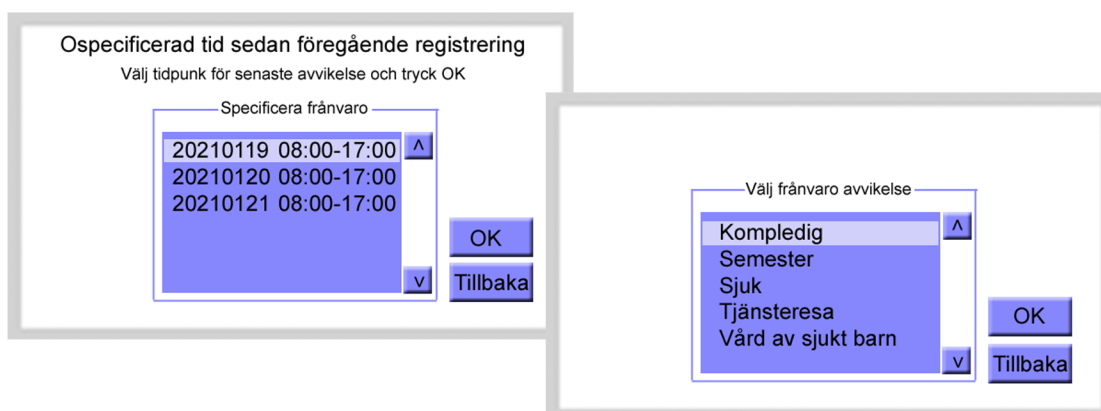 Ospecificerad tid sedan föregående registrering
Välj tidpunk för senaste avvikelse och tryck OK
Specificera frånvaro
20210119 08:00-17:00
20210120 08:00-17:00
20210121 08:00-17:00
^
v
OK
Tillbaka
Välj frånvaro avvikelse
Kompledig
Semester
Sjuk
Tjänsteresa
Vård av sjukt barn
^
v
OK
Tillbaka